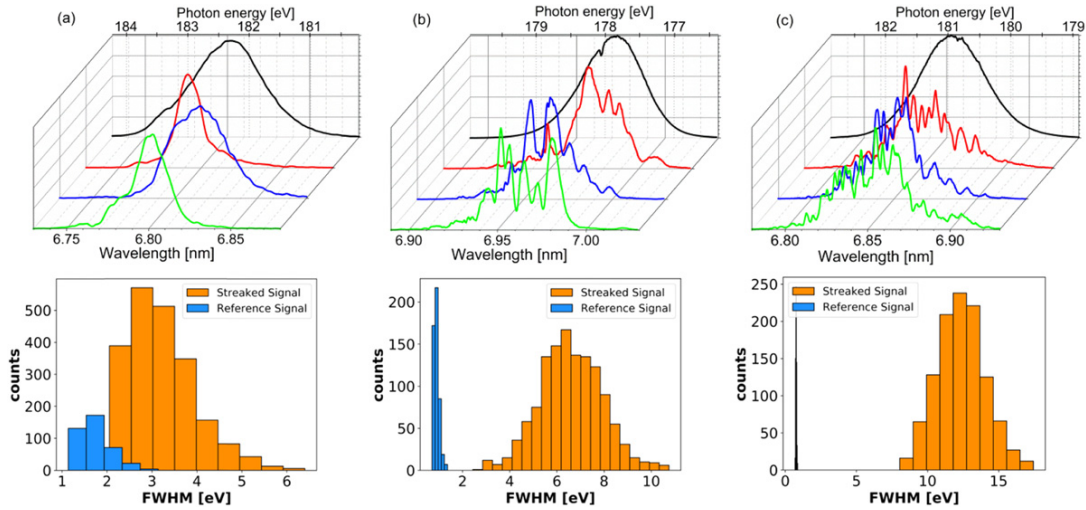 (a)
Photon energy [eV]
184 183 182 181
6.75 6.80 6.85
Wavelength [nm]
(b)
Photon energy [eV]
179 178 177
6.90 6.95 7.00
Wavelength [nm]
(c)
Photon energy [eV]
182 181 180 179
6.80 6.85 6.90
Wavelength [nm]
Streaked Signal
Reference Signal
counts
500
400
300
200
100
0
1 2 3 4 5 6
FWHM [eV]
Streaked Signal
Reference Signal
counts
200
150
100
50
0
2 4 6 8 10
FWHM [eV]
Streaked Signal
Reference Signal
counts
250
200
150
100
50
0
0 5 10 15
FWHM [eV]